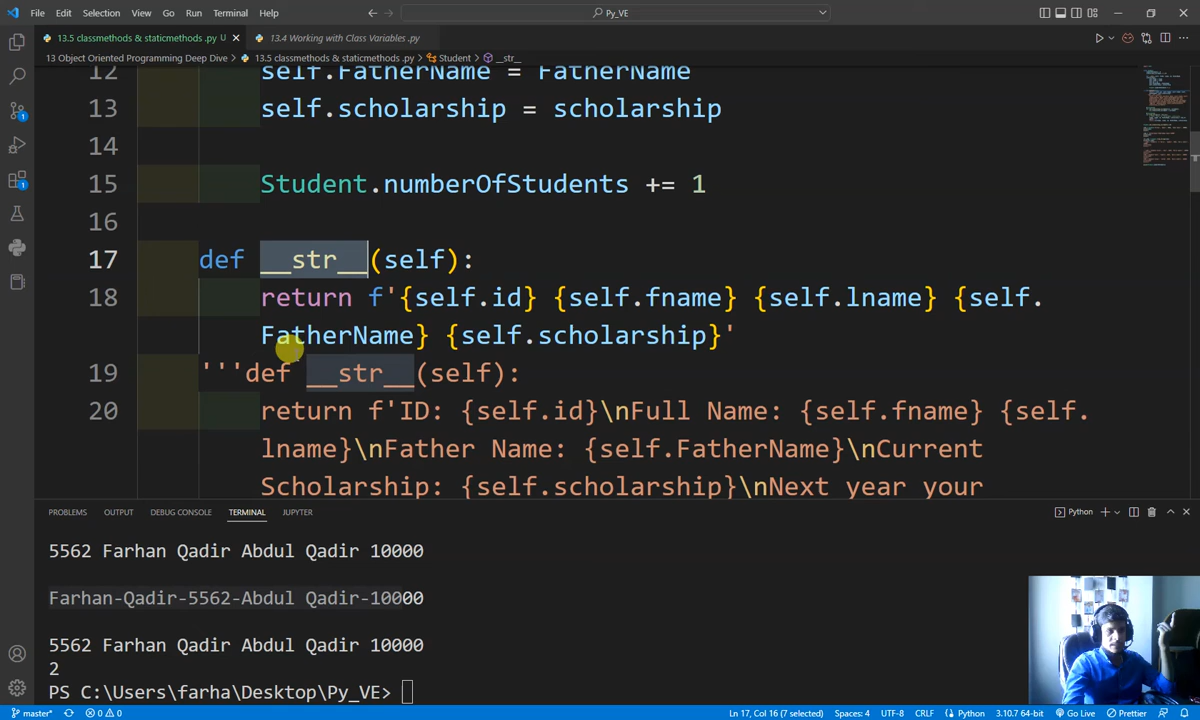 File Edit Selection View Go Run Terminal Help
Py_VE
13.5 classmethods & staticmethods .py U
13.4 Working with Class Variables .py
13 Object Oriented Programming Deep Dive > 13.5 classmethods & staticmethods .py > Student > __str__
12 self.FatherName = FatherName
13 self.scholarship = scholarship
14
15 Student.numberOfStudents += 1
16
17 def __str__(self):
18 return f'{self.id} {self.fname} {self.lname} {self.
FatherName} {self.scholarship}'
19 '''def __str__(self):
20 return f'ID: {self.id}\nFull Name: {self.fname} {self.
lname}\nFather Name: {self.FatherName}\nCurrent
Scholarship: {self.scholarship}\nNext year your
PROBLEMS OUTPUT DEBUG CONSOLE TERMINAL JUPYTER
Python
5562 Farhan Qadir Abdul Qadir 10000
Farhan-Qadir-5562-Abdul Qadir-10000
5562 Farhan Qadir Abdul Qadir 10000
2
PS C:\Users\farha\Desktop\Py_VE>
master* 0 0 Ln 17, Col 16 (7 selected) Spaces: 4 UTF-8 CRLF Python 3.10.7 64-bit Go Live Prettier